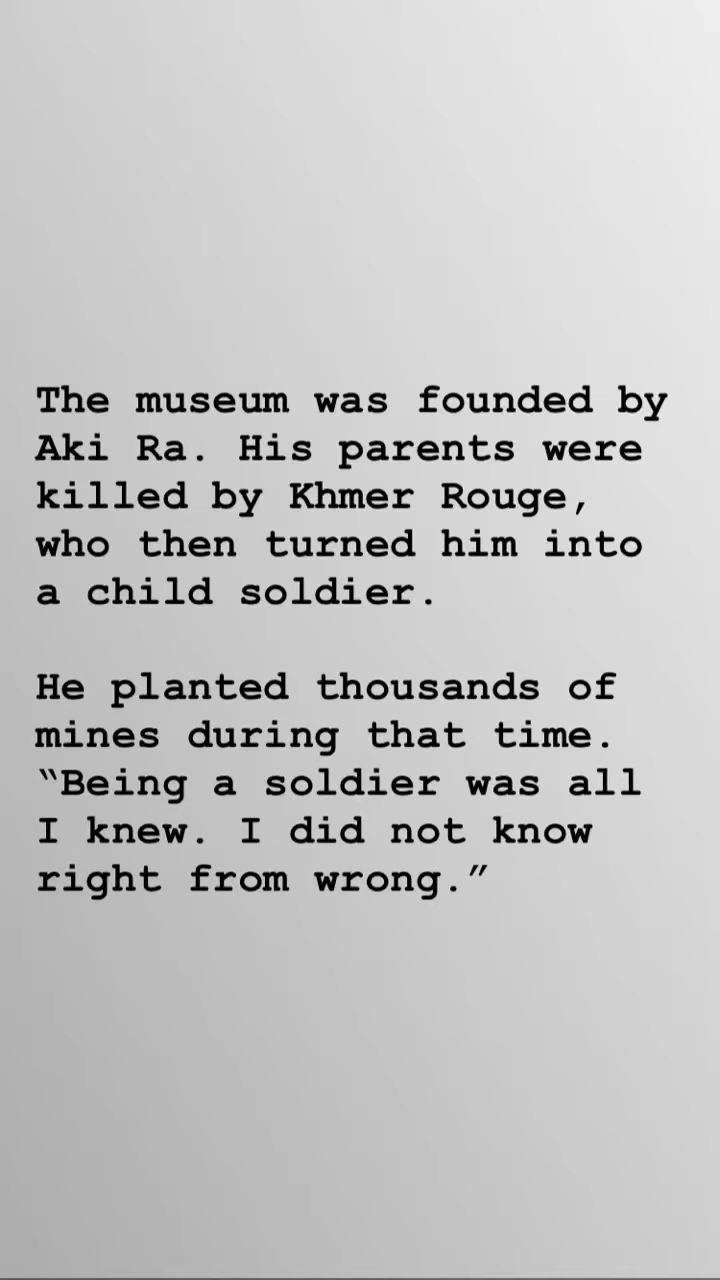 The museum was founded by
Aki Ra. His parents were
killed by Khmer Rouge,
who then turned him into
a child soldier.
He planted thousands of
mines during that time.
“Being a soldier was all
I knew. I did not know
right from wrong.”